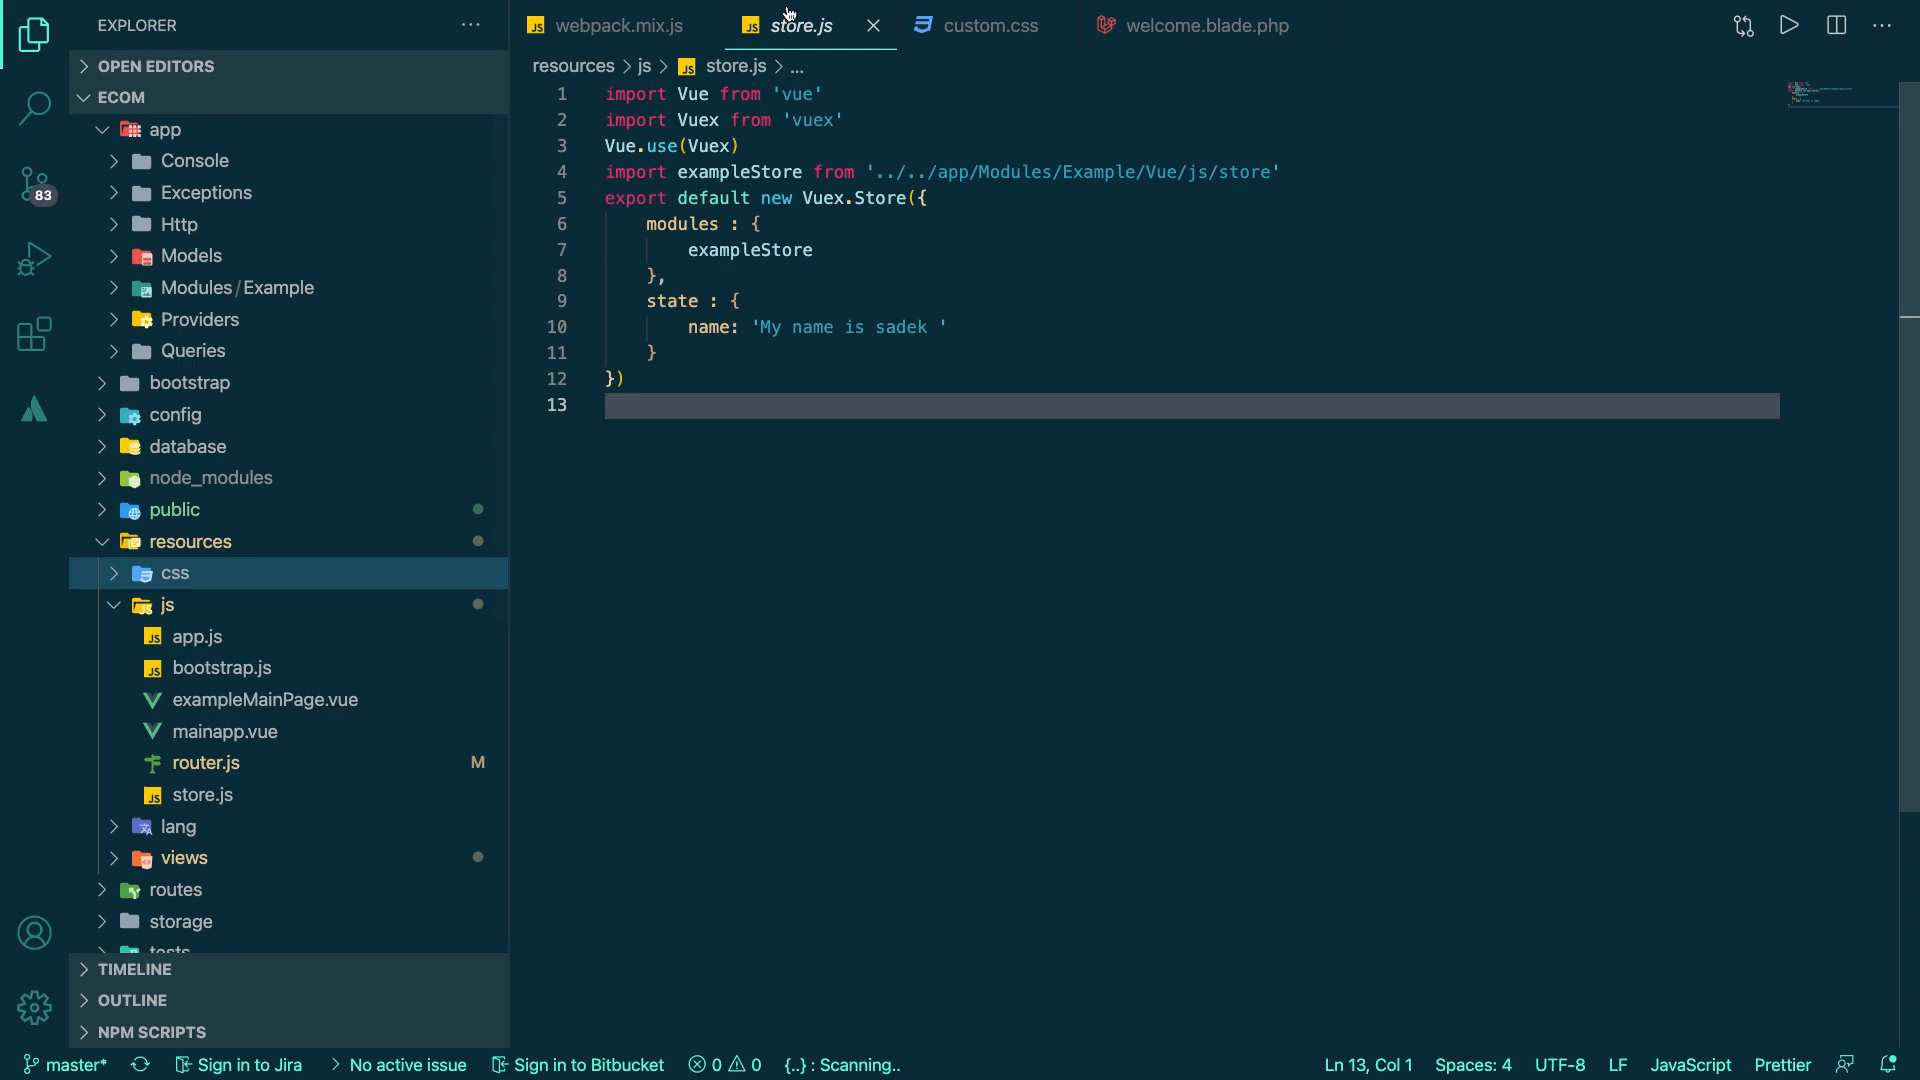 EXPLORER
webpack.mix.js
store.js
custom.css
welcome.blade.php
OPEN EDITORS
ECOM
app
Console
Exceptions
Http
Models
Modules / Example
Providers
Queries
bootstrap
config
database
node_modules
public
resources
css
js
app.js
bootstrap.js
exampleMainPage.vue
mainapp.vue
router.js M
store.js
lang
views
routes
storage
tests
TIMELINE
OUTLINE
NPM SCRIPTS
83
resources > js > JS store.js > ...
1 import Vue from 'vue'
2 import Vuex from 'vuex'
3 Vue.use(Vuex)
4 import exampleStore from '../../app/Modules/Example/Vue/js/store'
5 export default new Vuex.Store({
6 modules : {
7 exampleStore
8 },
9 state : {
10 name: 'My name is sadek '
11 }
12 })
13
master* Sign in to Jira > No active issue Sign in to Bitbucket 0 0 {..} : Scanning.. Ln 13, Col 1 Spaces: 4 UTF-8 LF JavaScript Prettier